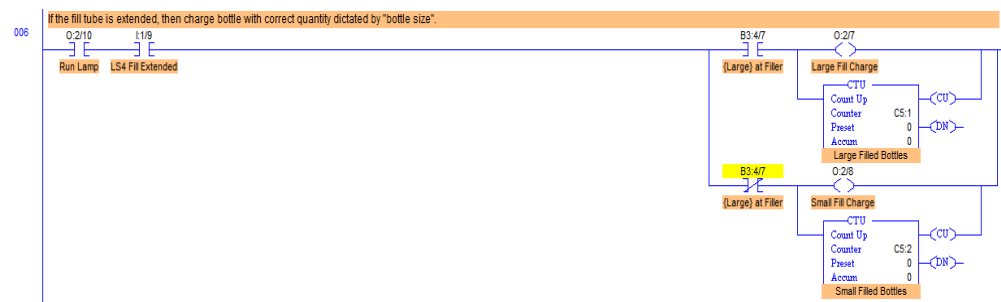 If the fill tube is extended, then charge bottle with correct quantity dictated by "bottle size".
006
O:2/10 I:1/9 B3:4/7 O:2/7
Run Lamp LS4 Fill Extended {Large} at Filler Large Fill Charge
CTU
Count Up CU
Counter C5:1
Preset 0 DN
Accum 0
Large Filled Bottles
B3:4/7 O:2/8
{Large} at Filler Small Fill Charge
CTU
Count Up CU
Counter C5:2
Preset 0 DN
Accum 0
Small Filled Bottles